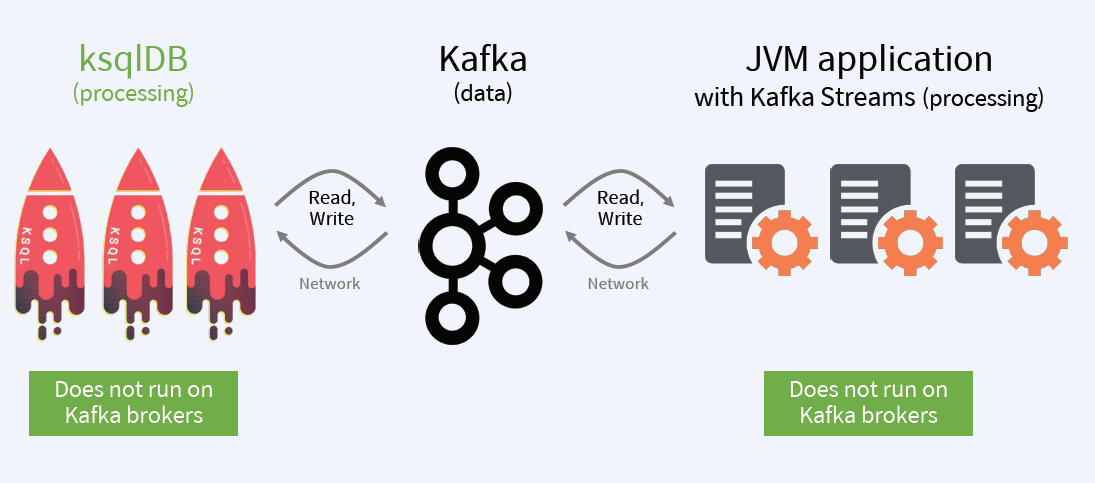 ksqlDB
(processing)
Kafka
(data)
JVM application
with Kafka Streams (processing)
KSQL
KSQL
KSQL
Read,
Write
Network
Read,
Write
Network
Does not run on
Kafka brokers
Does not run on
Kafka brokers